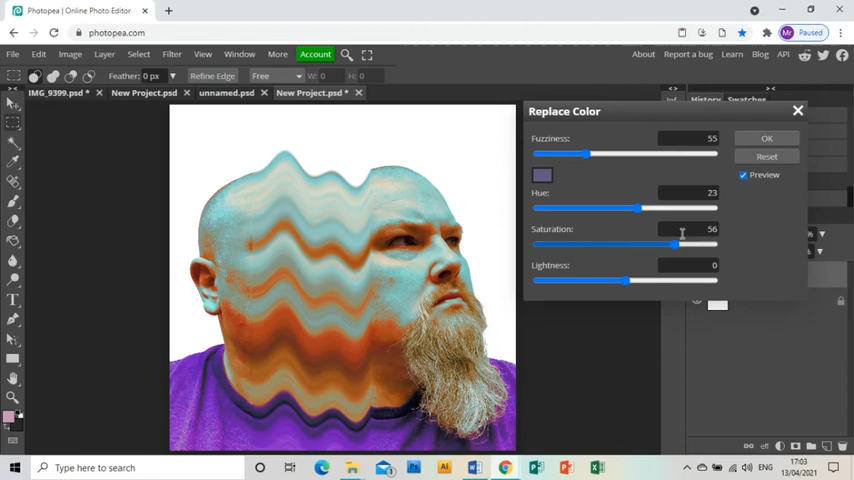 Photopea | Online Photo Editor
photopea.com
Mr Paused
File Edit Image Layer Select Filter View Window More Account
About Report a bug Learn Blog API
Feather: 0 px Refine Edge Free W: 0 H: 0
IMG_9399.psd * New Project.psd unnamed.psd New Project.psd *
Inf History Swatches
Replace Color
Fuzziness: 55
OK
Reset
Preview
Hue: 23
Saturation: 56
Lightness: 0
eff
Type here to search
ENG
17:03
13/04/2021